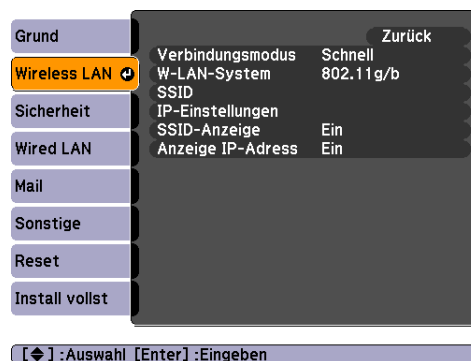 Grund
Wireless LAN
Sicherheit
Wired LAN
Mail
Sonstige
Reset
Install vollst
Zurück
Verbindungsmodus Schnell
W-LAN-System 802.11g/b
SSID
IP-Einstellungen
SSID-Anzeige Ein
Anzeige IP-Adress Ein
[◆] :Auswahl [Enter] :Eingeben